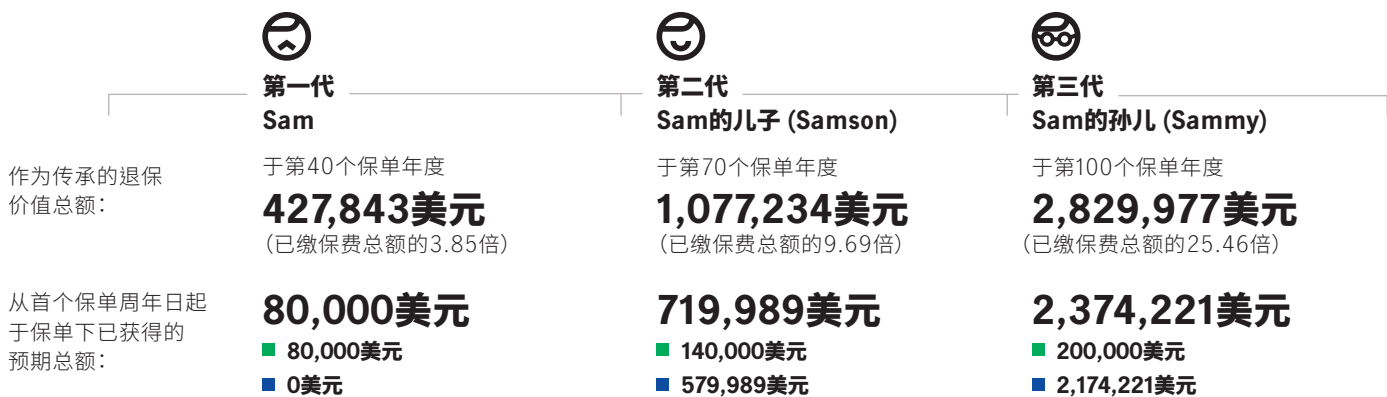 第一代
Sam
第二代
Sam的儿子 (Samson)
第三代
Sam的孙儿 (Sammy)
作为传承的退保
价值总额：
于第40个保单年度
427,843美元
（已缴保费总额的3.85倍）
于第70个保单年度
1,077,234美元
（已缴保费总额的9.69倍）
于第100个保单年度
2,829,977美元
（已缴保费总额的25.46倍）
从首个保单周年日起
于保单下已获得的
预期总额：
80,000美元
80,000美元
0美元
719,989美元
140,000美元
579,989美元
2,374,221美元
200,000美元
2,174,221美元